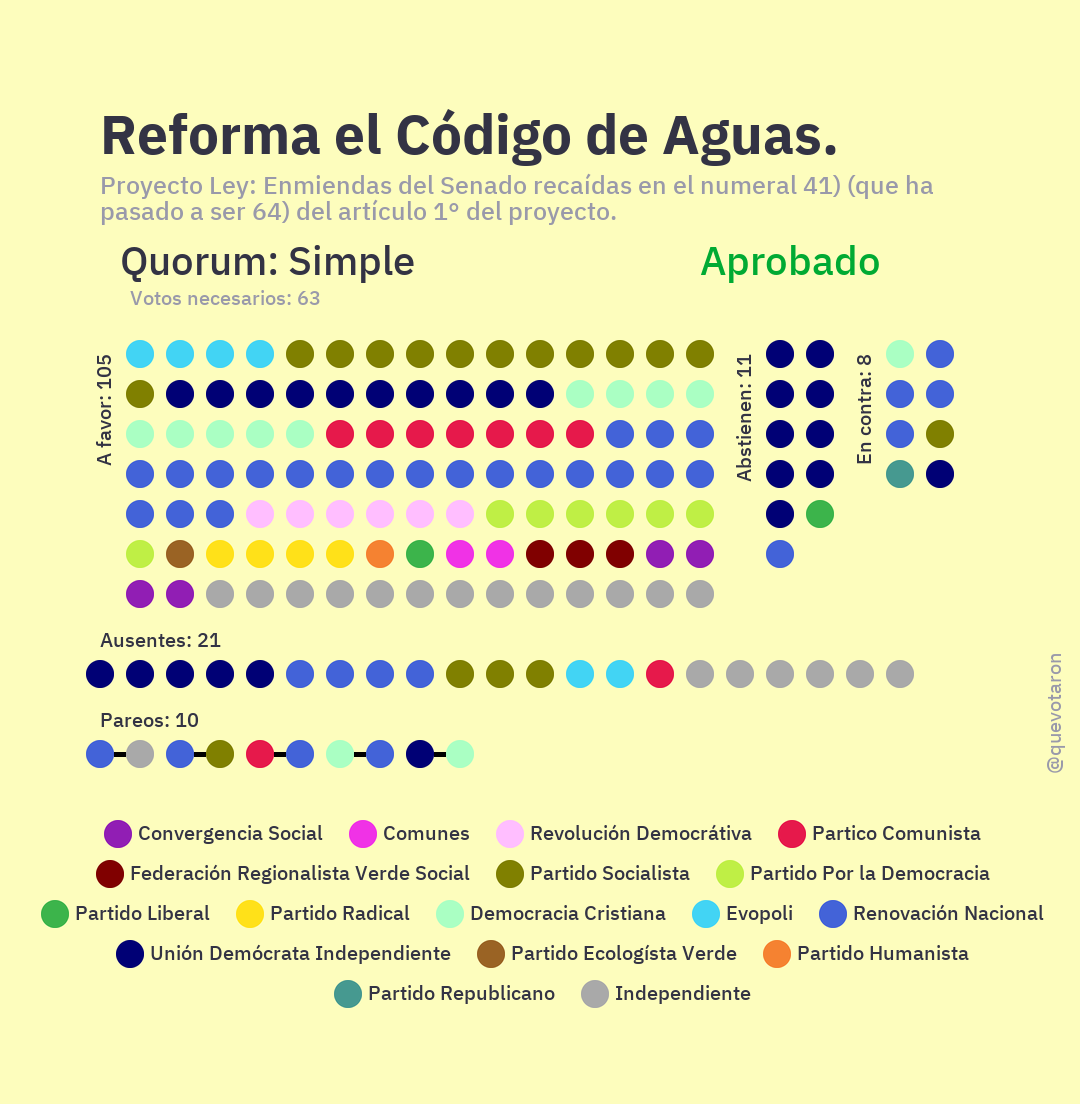 Reforma el Código de Aguas.
Proyecto Ley: Enmiendas del Senado recaídas en el numeral 41) (que ha
pasado a ser 64) del artículo 1° del proyecto.
Quorum: Simple
Aprobado
Votos necesarios: 63
A favor: 105
Abstienen: 11
En contra: 8
Ausentes: 21
Pareos: 10
@quevotaron
Convergencia Social
Comunes
Revolución Democrátiva
Partico Comunista
Federación Regionalista Verde Social
Partido Socialista
Partido Por la Democracia
Partido Liberal
Partido Radical
Democracia Cristiana
Evopoli
Renovación Nacional
Unión Demócrata Independiente
Partido Ecologísta Verde
Partido Humanista
Partido Republicano
Independiente